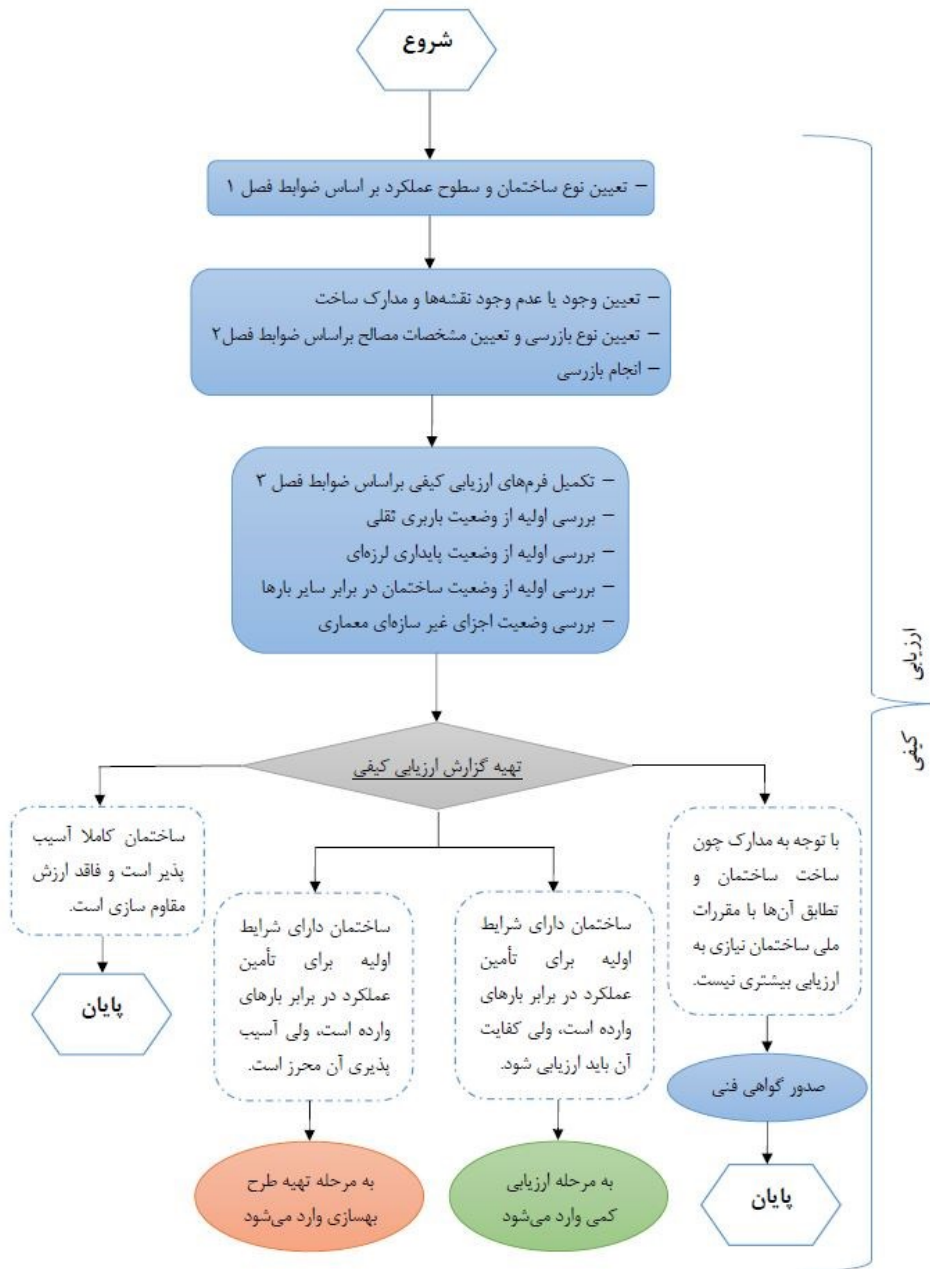 شروع
– تعیین نوع ساختمان و سطوح عملکرد بر اساس ضوابط فصل ۱
– تعیین وجود یا عدم وجود نقشه‌ها و مدارک ساخت
– تعیین نوع بازرسی و تعیین مشخصات مصالح براساس ضوابط فصل۲
– انجام بازرسی
– تکمیل فرم‌های ارزیابی کیفی براساس ضوابط فصل ۳
– بررسی اولیه از وضعیت باربری ثقلی
– بررسی اولیه از وضعیت پایداری لرزه‌ای
– بررسی اولیه از وضعیت ساختمان در برابر سایر بارها
– بررسی وضعیت اجزای غیر سازه‌ای معماری
ارزیابی
کیفی
تهیه گزارش ارزیابی کیفی
با توجه به مدارک چون
ساخت ساختمان و
تطابق آن‌ها با مقررات
ملی ساختمان نیازی به
ارزیابی بیشتری نیست.
صدور گواهی فنی
پایان
ساختمان دارای شرایط
اولیه برای تأمین
عملکرد در برابر بارهای
وارده است، ولی کفایت
آن باید ارزیابی شود.
به مرحله ارزیابی
کمی وارد می‌شود
ساختمان دارای شرایط
اولیه برای تأمین
عملکرد در برابر بارهای
وارده است، ولی آسیب
پذیری آن محرز است.
به مرحله تهیه طرح
بهسازی وارد می‌شود
ساختمان کاملا آسیب
پذیر است و فاقد ارزش
مقاوم سازی است.
پایان